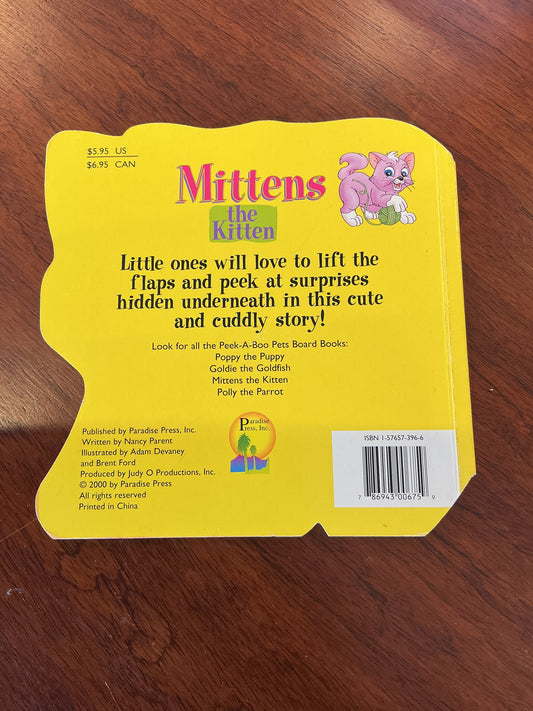 $5.95 US
$6.95 CAN
Mittens
the
Kitten
Little ones will love to lift the
flaps and peek at surprises
hidden underneath in this cute
and cuddly story!
Look for all the Peek-A-Boo Pets Board Books:
Poppy the Puppy
Goldie the Goldfish
Mittens the Kitten
Polly the Parrot
Published by Paradise Press, Inc.
Written by Nancy Parent
Illustrated by Adam Devaney
and Brent Ford
Produced by Judy O Productions, Inc.
© 2000 by Paradise Press
All rights reserved
Printed in China
Paradise
Press, Inc.
ISBN 1-57657-396-6
7 86943 00675 9